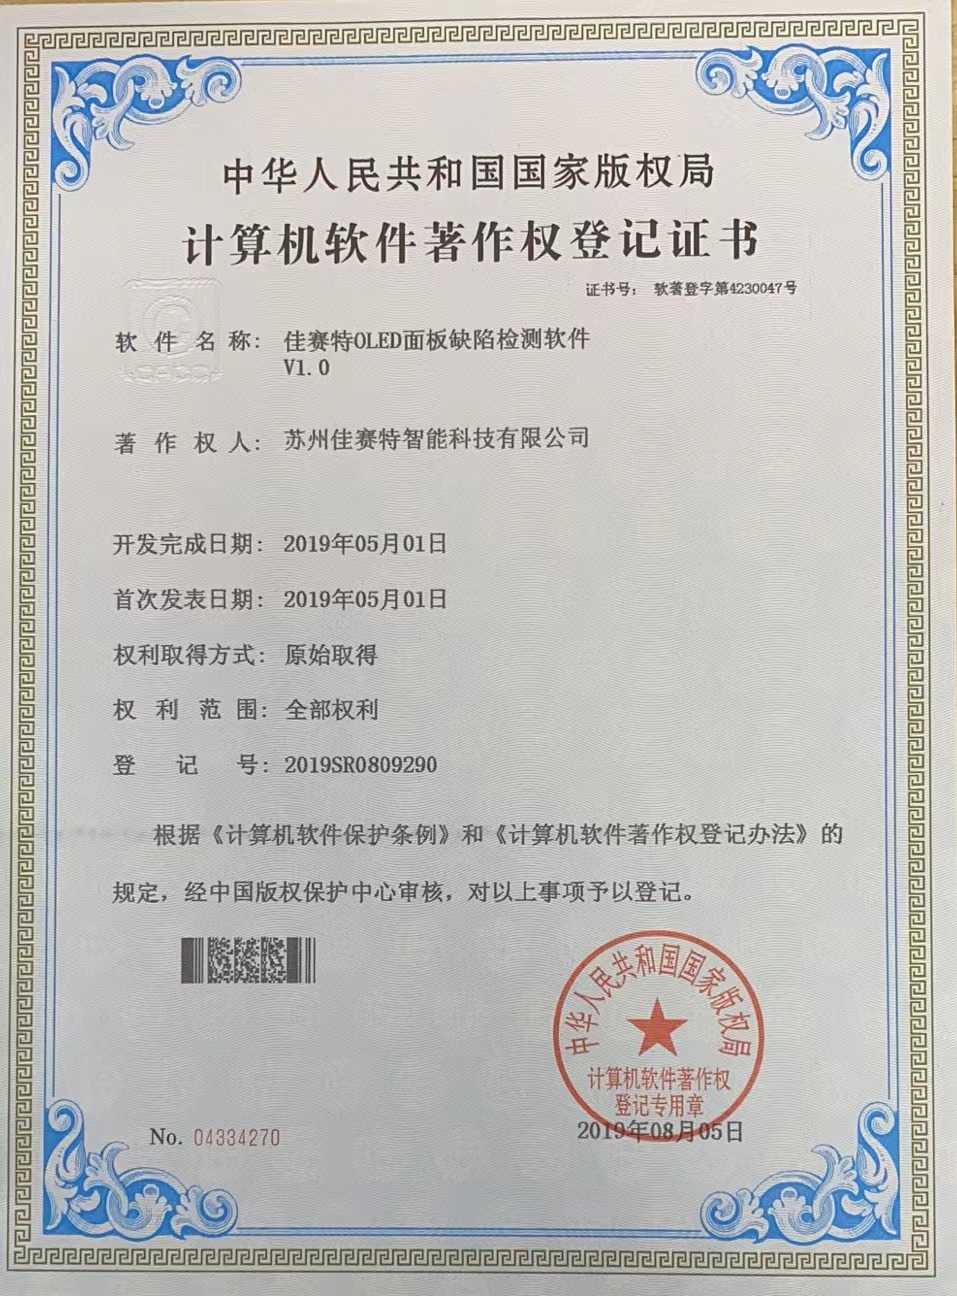 中华人民共和国国家版权局
计算机软件著作权登记证书
证书号： 软著登字第4230047号
软件名称： 佳赛特OLED面板缺陷检测软件
V1.0
著作权人： 苏州佳赛特智能科技有限公司
开发完成日期： 2019年05月01日
首次发表日期： 2019年05月01日
权利取得方式： 原始取得
权利范围： 全部权利
登记号： 2019SR0809290
根据《计算机软件保护条例》和《计算机软件著作权登记办法》的
规定，经中国版权保护中心审核，对以上事项予以登记。
中华人民共和国国家版权局
计算机软件著作权
登记专用章
No. 04334270
2019年08月05日